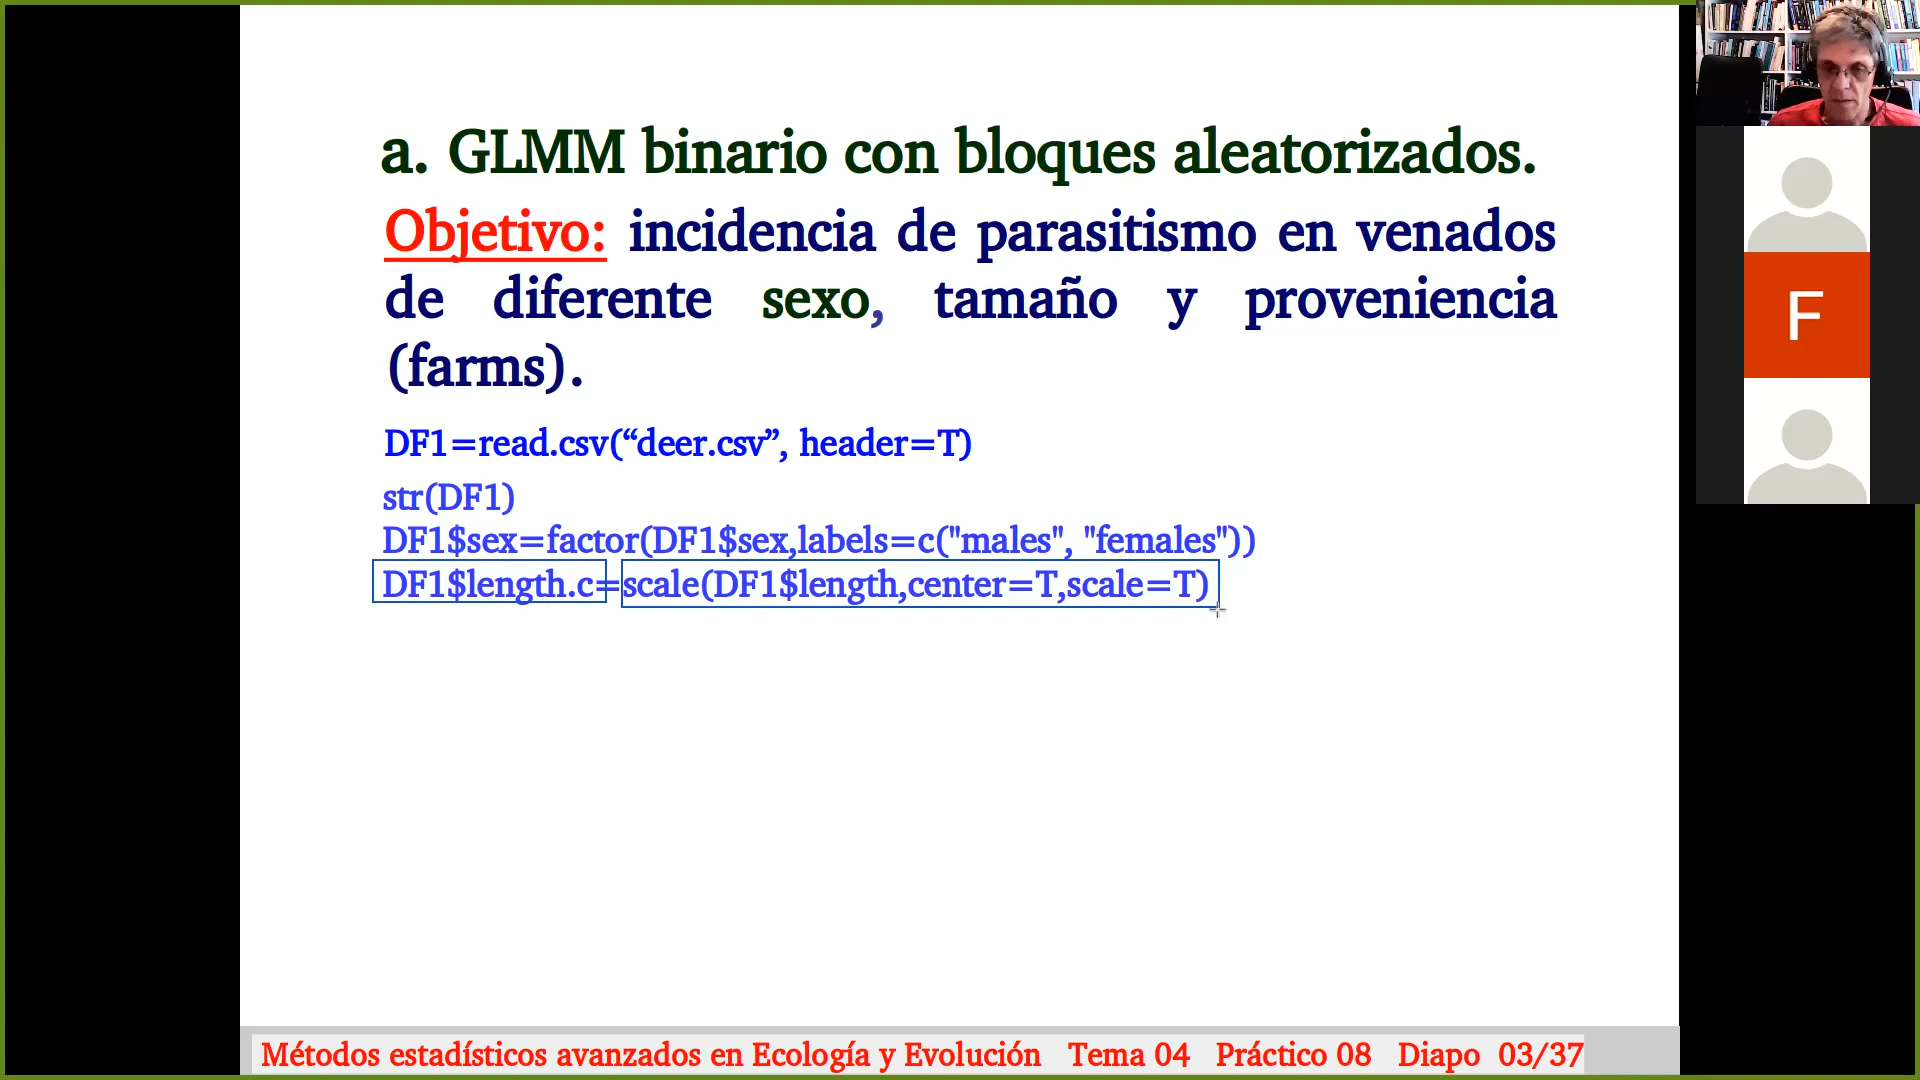 a. GLMM binario con bloques aleatorizados.
Objetivo: incidencia de parasitismo en venados
de diferente sexo, tamaño y proveniencia
(farms).
DF1=read.csv(“deer.csv”, header=T)
str(DF1)
DF1$sex=factor(DF1$sex,labels=c("males", "females"))
DF1$length.c=scale(DF1$length,center=T,scale=T)
F
Métodos estadísticos avanzados en Ecología y Evolución Tema 04 Práctico 08 Diapo 03/37